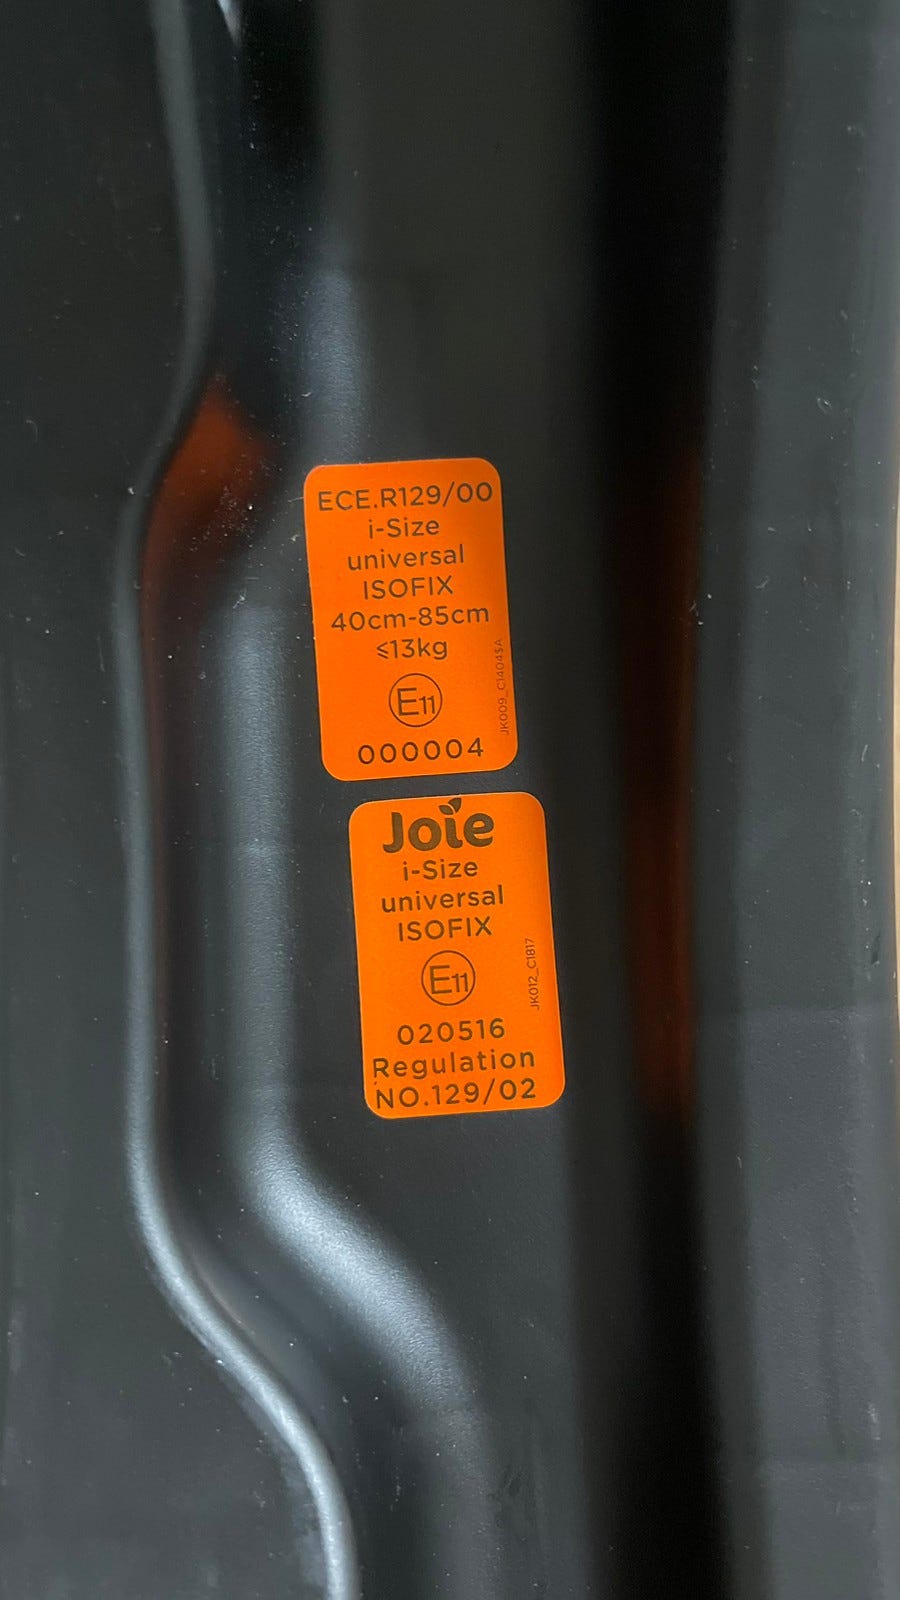 ECE.R129/00
i-Size
universal
ISOFIX
40cm-85cm
≤13kg
E11
000004
JK009_C1404$A
Joie
i-Size
universal
ISOFIX
E11
020516
Regulation
NO.129/02
JK012_C1817